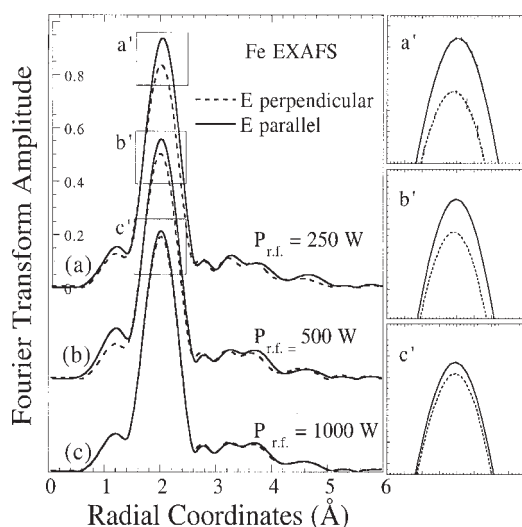 a'
Fe EXAFS
E perpendicular
E parallel
b'
c'
0.8
0.6
0.4
0.2
0
Fourier Transform Amplitude
(a)
P r.f. = 250 W
(b)
P r.f. = 500 W
(c)
P r.f. = 1000 W
0.0 1 2 3 4 5 6
Radial Coordinates (Å)
a'
b'
c'